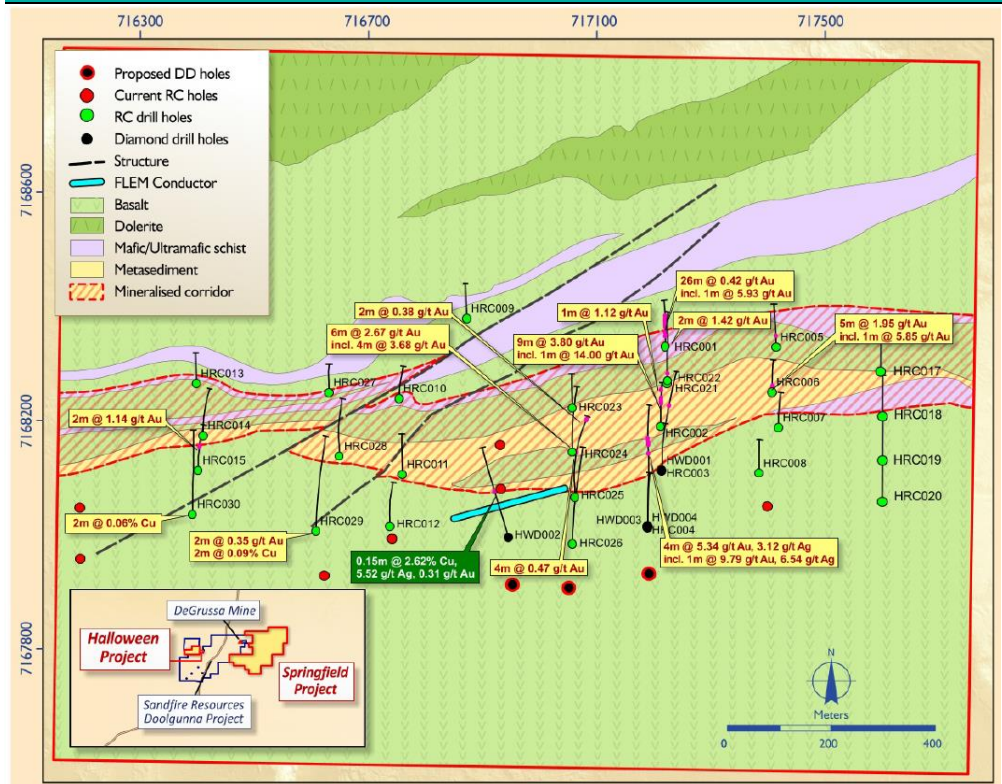 716300
716700
717100
717500
7168600
7168200
7167800
Proposed DD holes
Current RC holes
RC drill holes
Diamond drill holes
Structure
FLEM Conductor
Basalt
Dolerite
Mafic/Ultramafic schist
Metasediment
Mineralised corridor
26m @ 0.42 g/t Au
incl. 1m @ 5.93 g/t Au
2m @ 0.38 g/t Au
1m @ 1.12 g/t Au
2m @ 1.42 g/t Au
5m @ 1.95 g/t Au
incl. 1m @ 5.85 g/t Au
6m @ 2.67 g/t Au
incl. 4m @ 3.68 g/t Au
9m @ 3.80 g/t Au
incl. 1m @ 14.00 g/t Au
HRC009
HRC001
HRC005
HRC013
HRC027
HRC010
HRC022
HRC021
HRC006
HRC017
HRC023
2m @ 1.14 g/t Au
HRC014
HRC028
HRC002
HRC007
HRC018
HRC015
HRC011
HRC024
HWD001
HRC003
HRC008
HRC019
HRC030
HRC029
HRC012
HWD002
HRC025
HRC026
HWD003
HWD004
HRC004
HRC020
2m @ 0.06% Cu
2m @ 0.35 g/t Au
2m @ 0.09% Cu
0.15m @ 2.62% Cu,
5.52 g/t Ag. 0.31 g/t Au
4m @ 0.47 g/t Au
4m @ 5.34 g/t Au, 3.12 g/t Ag
incl. 1m @ 9.79 g/t Au, 6.54 g/t Ag
DeGrussa Mine
Halloween
Project
Springfield
Project
Sandfire Resources
Doolgunna Project
N
Meters
0
200
400